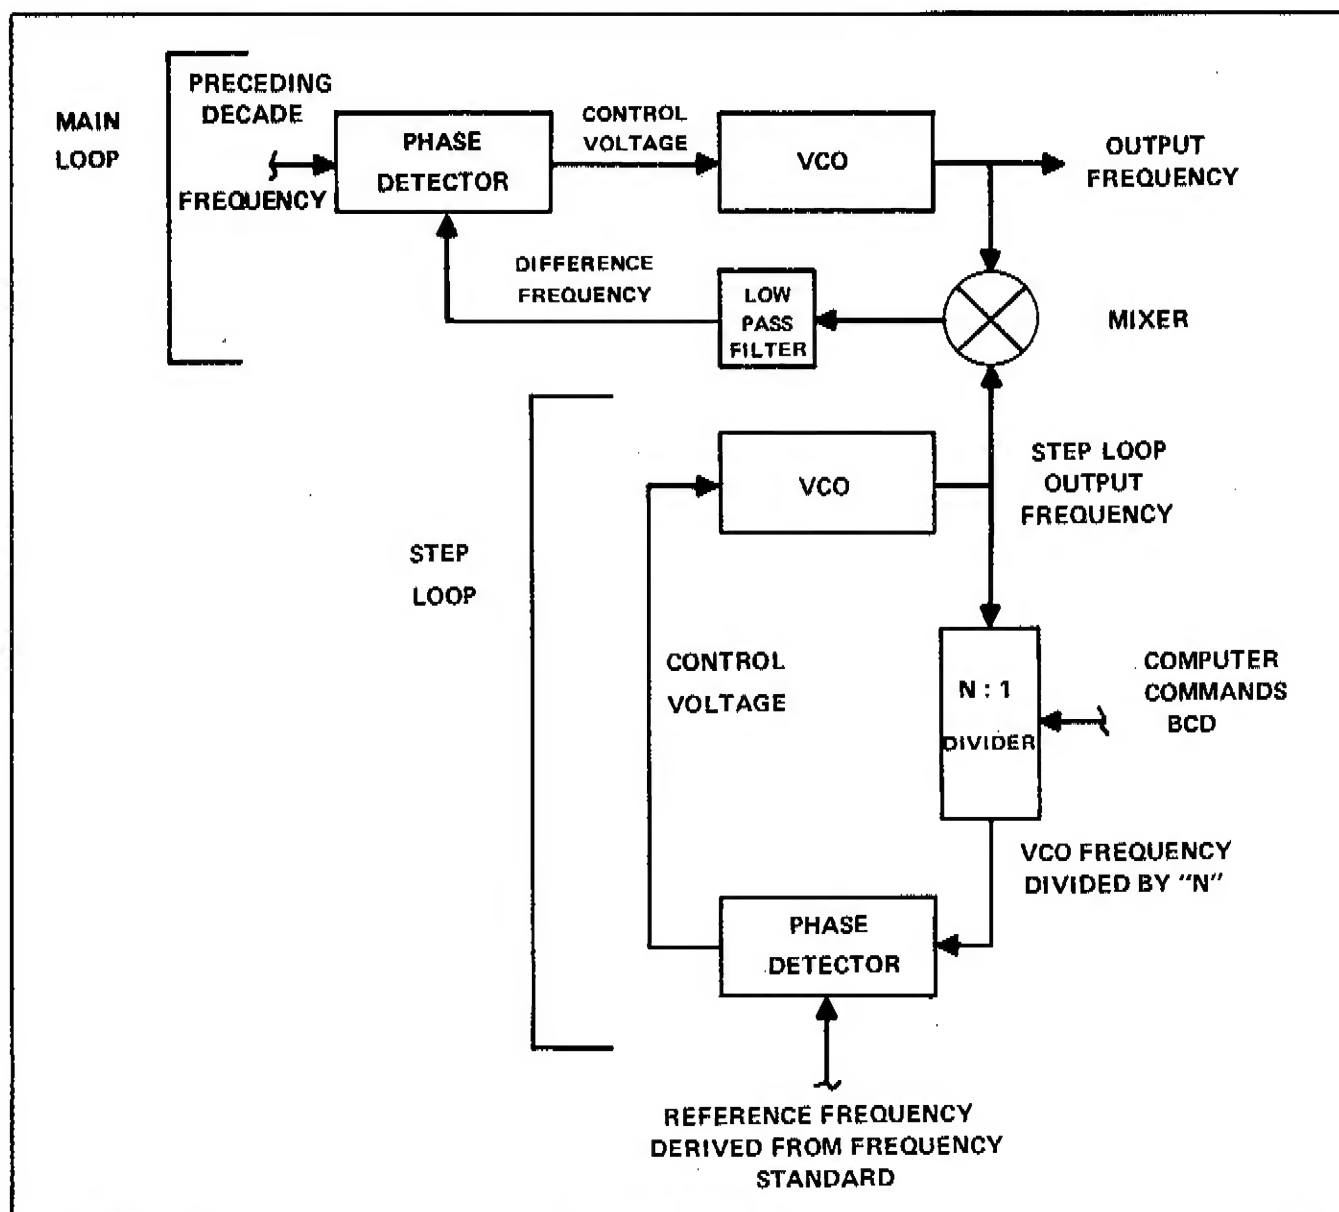 MAIN
LOOP
PRECEDING
DECADE
FREQUENCY
PHASE
DETECTOR
CONTROL
VOLTAGE
VCO
OUTPUT
FREQUENCY
DIFFERENCE
FREQUENCY
LOW
PASS
FILTER
MIXER
STEP
LOOP
VCO
STEP LOOP
OUTPUT
FREQUENCY
CONTROL
VOLTAGE
N : 1
DIVIDER
COMPUTER
COMMANDS
BCD
VCO FREQUENCY
DIVIDED BY "N"
PHASE
DETECTOR
REFERENCE FREQUENCY
DERIVED FROM FREQUENCY
STANDARD